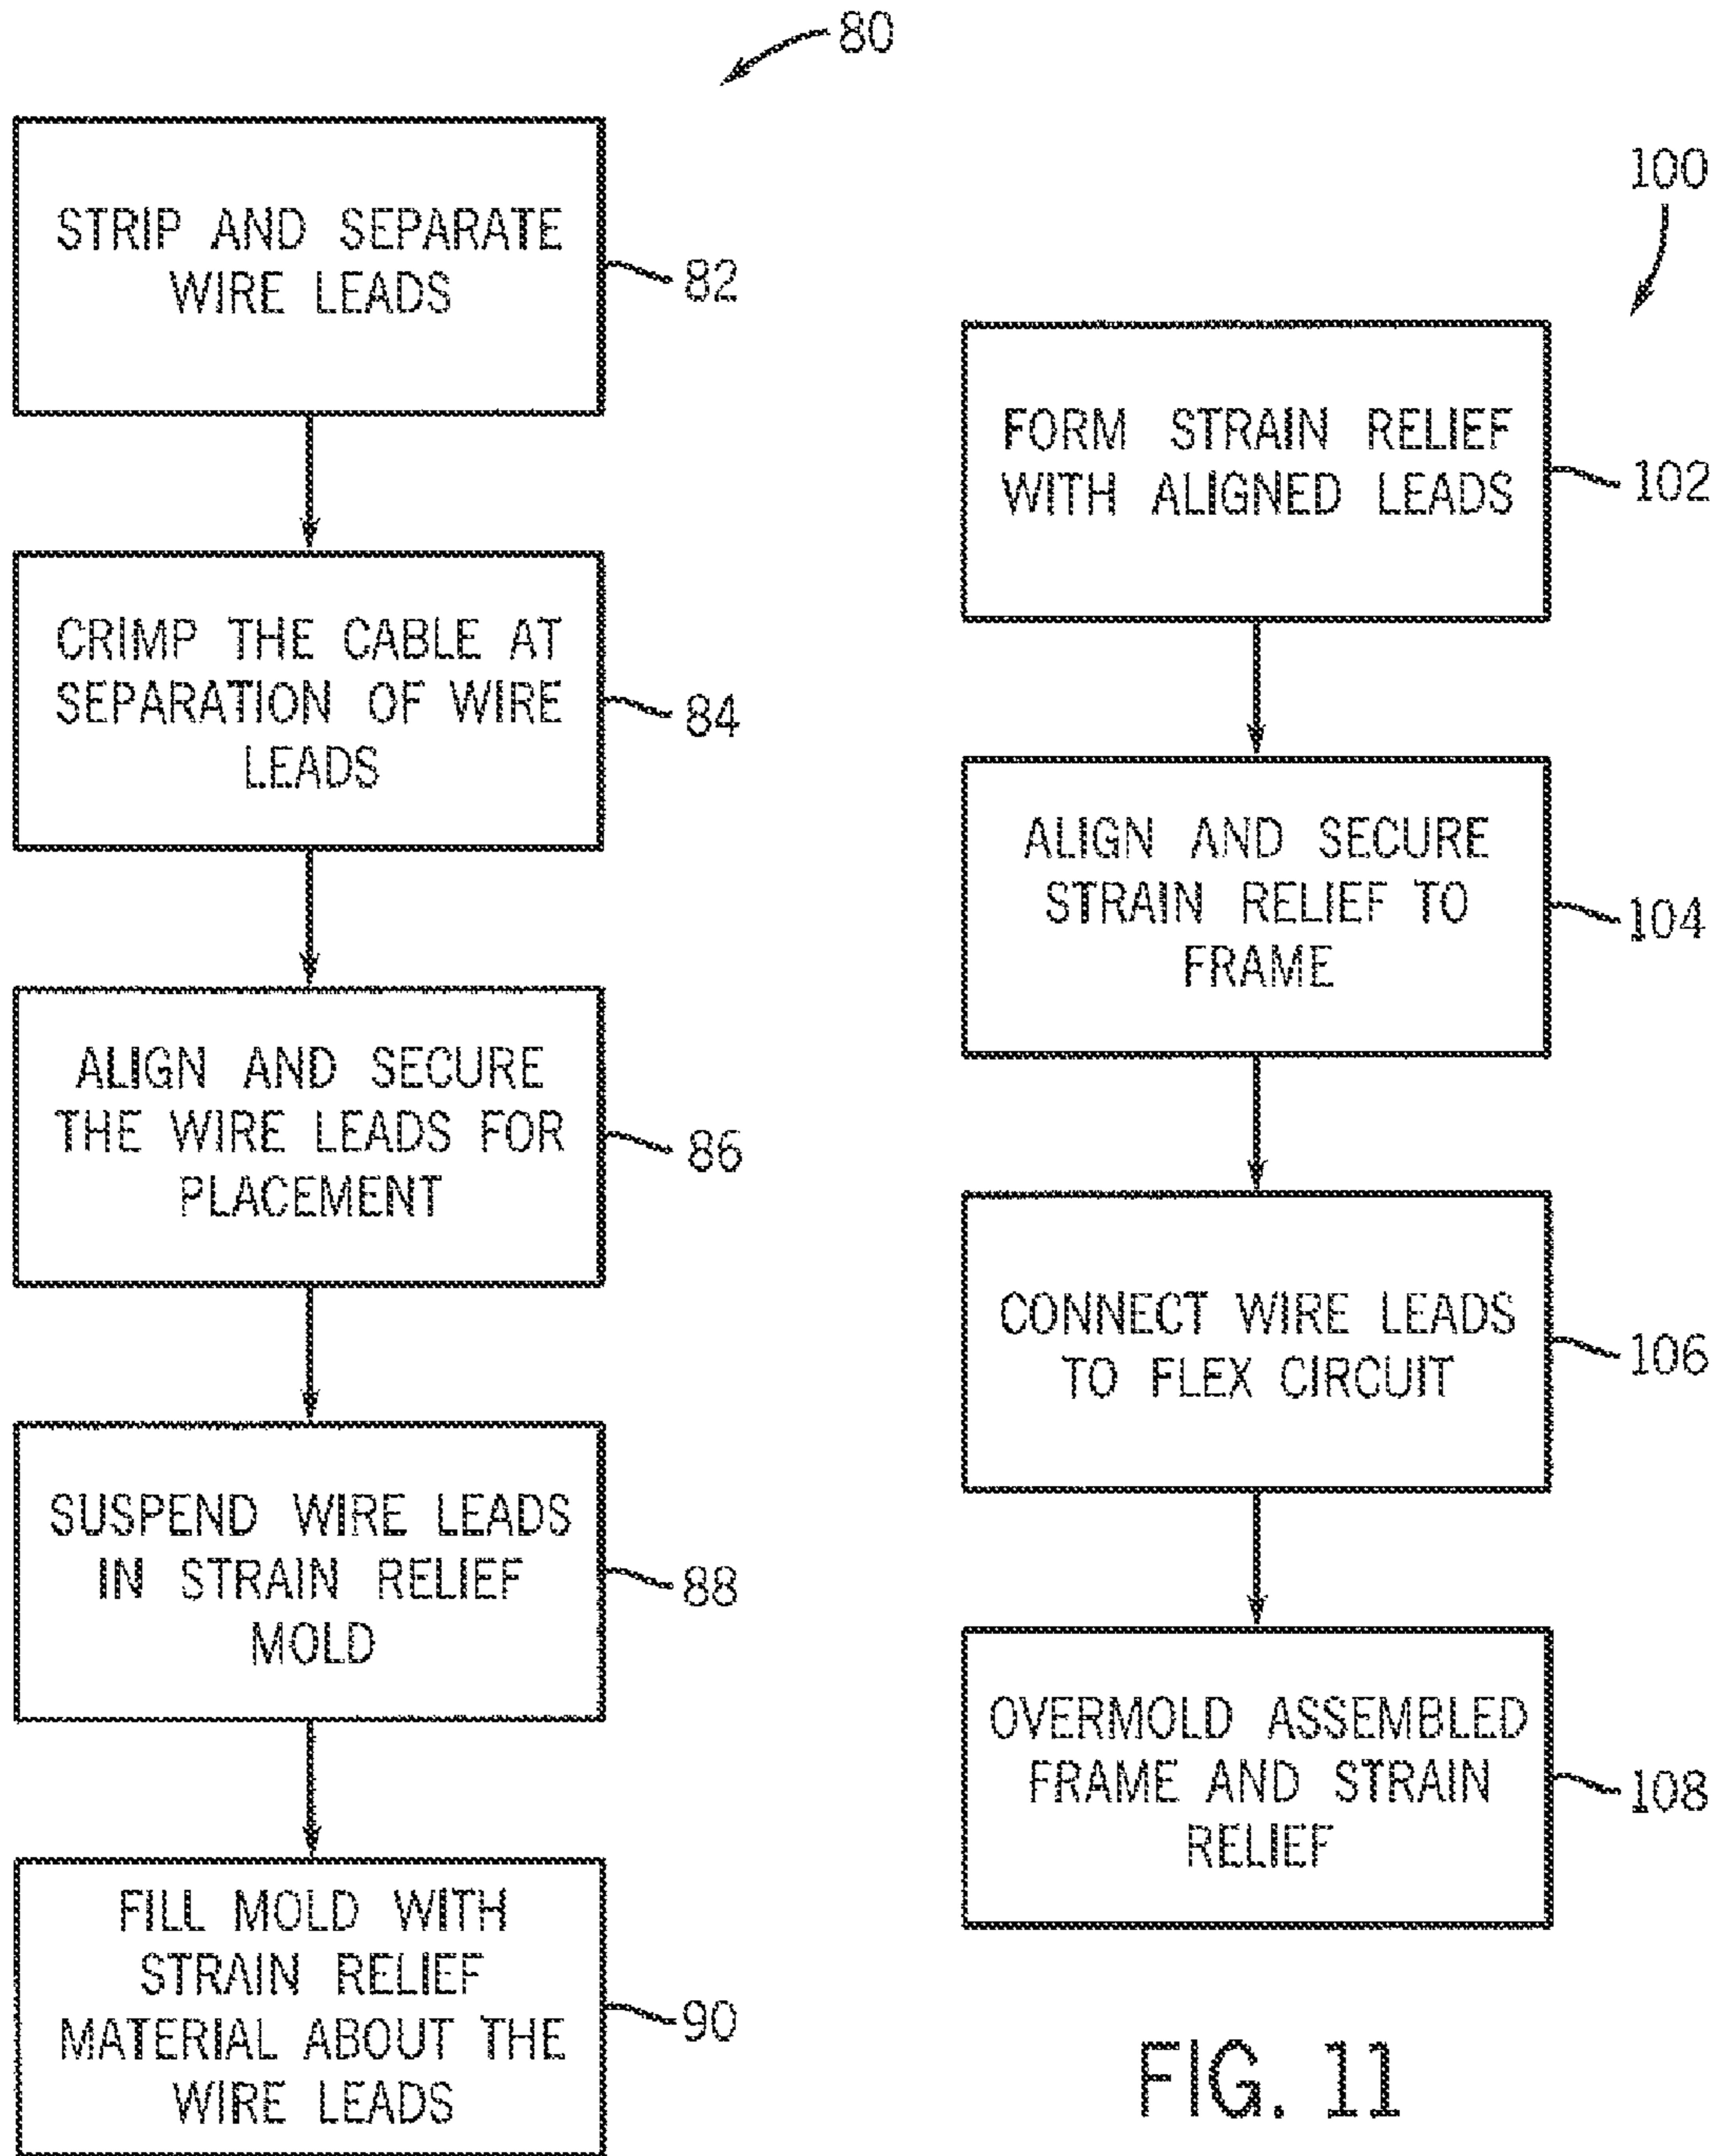 80
STRIP AND SEPARATE
WIRE LEADS
82
CRIMP THE CABLE AT
SEPARATION OF WIRE
LEADS
84
ALIGN AND SECURE
THE WIRE LEADS FOR
PLACEMENT
86
SUSPEND WIRE LEADS
IN STRAIN RELIEF
MOLD
88
FILL MOLD WITH
STRAIN RELIEF
MATERIAL ABOUT THE
WIRE LEADS
90
100
FORM STRAIN RELIEF
WITH ALIGNED LEADS
102
ALIGN AND SECURE
STRAIN RELIEF TO
FRAME
104
CONNECT WIRE LEADS
TO FLEX CIRCUIT
106
OVERMOLD ASSEMBLED
FRAME AND STRAIN
RELIEF
108
FIG. 11